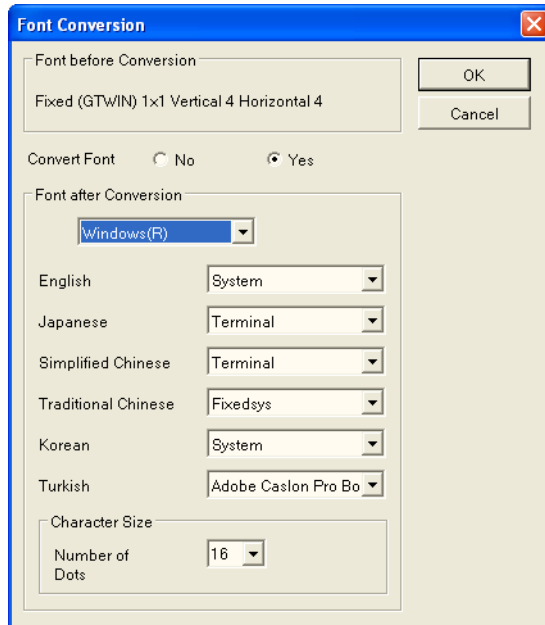 Font Conversion
Font before Conversion
OK
Fixed (GTWIN) 1x1 Vertical 4 Horizontal 4
Cancel
Convert Font No Yes
Font after Conversion
Windows(R)
English System
Japanese Terminal
Simplified Chinese Terminal
Traditional Chinese Fixedsys
Korean System
Turkish Adobe Caslon Pro Bo
Character Size
Number of 16
Dots